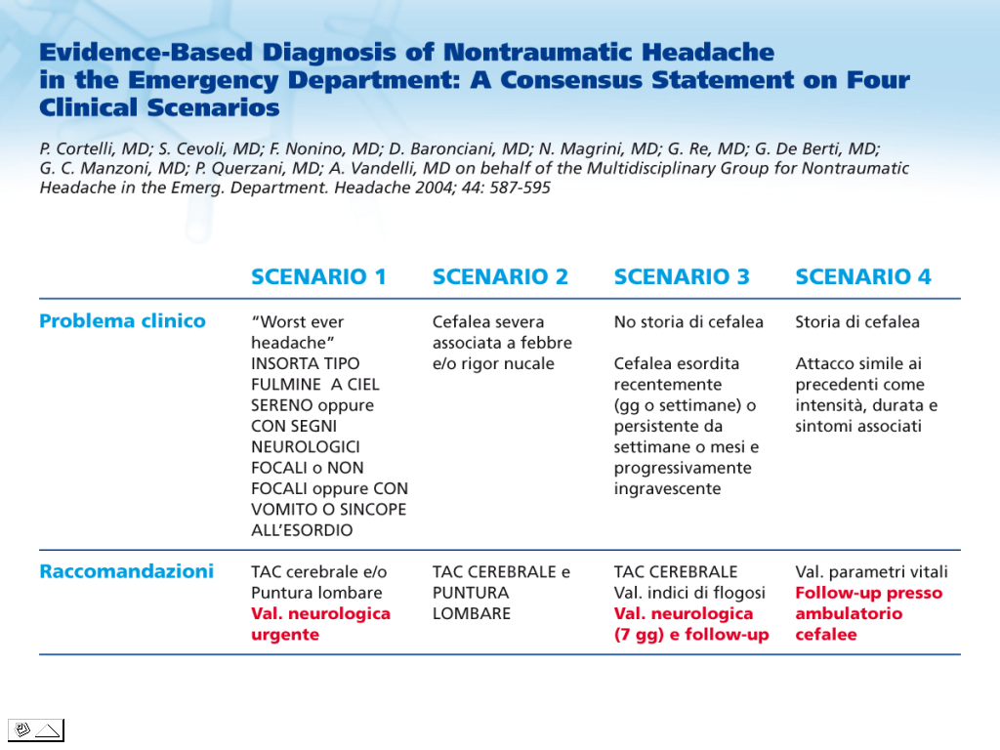 Evidence-Based Diagnosis of Nontraumatic Headache
in the Emergency Department: A Consensus Statement on Four
Clinical Scenarios
P. Cortelli, MD; S. Cevoli, MD; F. Nonino, MD; D. Baronciani, MD; N. Magrini, MD; G. Re, MD; G. De Berti, MD;
G. C. Manzoni, MD; P. Querzani, MD; A. Vandelli, MD on behalf of the Multidisciplinary Group for Nontraumatic
Headache in the Emerg. Department. Headache 2004; 44: 587-595
SCENARIO 1 SCENARIO 2 SCENARIO 3 SCENARIO 4
Problema clinico
“Worst ever
headache”
INSORTA TIPO
FULMINE A CIEL
SERENO oppure
CON SEGNI
NEUROLOGICI
FOCALI o NON
FOCALI oppure CON
VOMITO O SINCOPE
ALL’ESORDIO
Cefalea severa
associata a febbre
e/o rigor nucale
No storia di cefalea
Cefalea esordita
recentemente
(gg o settimane) o
persistente da
settimane o mesi e
progressivamente
ingravescente
Storia di cefalea
Attacco simile ai
precedenti come
intensità, durata e
sintomi associati
Raccomandazioni
TAC cerebrale e/o
Puntura lombare
Val. neurologica
urgente
TAC CEREBRALE e
PUNTURA
LOMBARE
TAC CEREBRALE
Val. indici di flogosi
Val. neurologica
(7 gg) e follow-up
Val. parametri vitali
Follow-up presso
ambulatorio
cefalee